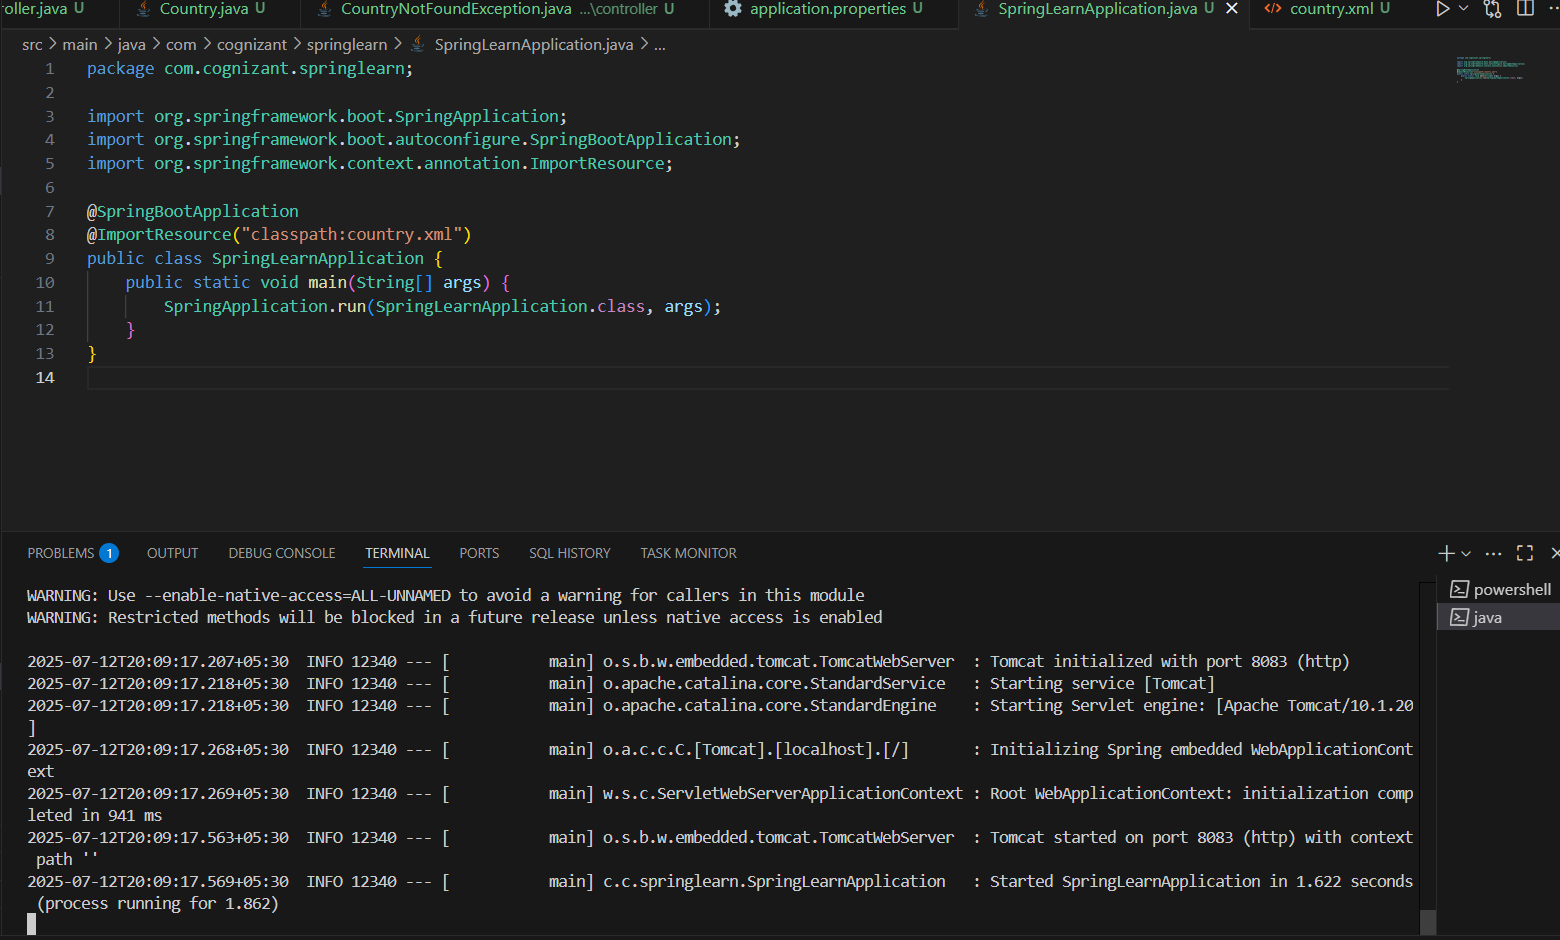 oller.java U Country.java U CountryNotFoundException.java ...\controller U application.properties U SpringLearnApplication.java U country.xml U
src > main > java > com > cognizant > springlearn > SpringLearnApplication.java > ...
1 package com.cognizant.springlearn;
2
3 import org.springframework.boot.SpringApplication;
4 import org.springframework.boot.autoconfigure.SpringBootApplication;
5 import org.springframework.context.annotation.ImportResource;
6
7 @SpringBootApplication
8 @ImportResource("classpath:country.xml")
9 public class SpringLearnApplication {
10 public static void main(String[] args) {
11 SpringApplication.run(SpringLearnApplication.class, args);
12 }
13 }
14
PROBLEMS 1 OUTPUT DEBUG CONSOLE TERMINAL PORTS SQL HISTORY TASK MONITOR
powershell
java
WARNING: Use --enable-native-access=ALL-UNNAMED to avoid a warning for callers in this module
WARNING: Restricted methods will be blocked in a future release unless native access is enabled
2025-07-12T20:09:17.207+05:30  INFO 12340 --- [           main] o.s.b.w.embedded.tomcat.TomcatWebServer  : Tomcat initialized with port 8083 (http)
2025-07-12T20:09:17.218+05:30  INFO 12340 --- [           main] o.apache.catalina.core.StandardService   : Starting service [Tomcat]
2025-07-12T20:09:17.218+05:30  INFO 12340 --- [           main] o.apache.catalina.core.StandardEngine    : Starting Servlet engine: [Apache Tomcat/10.1.20
]
2025-07-12T20:09:17.268+05:30  INFO 12340 --- [           main] o.a.c.c.C.[Tomcat].[localhost].[/]       : Initializing Spring embedded WebApplicationCont
ext
2025-07-12T20:09:17.269+05:30  INFO 12340 --- [           main] w.s.c.ServletWebServerApplicationContext : Root WebApplicationContext: initialization comp
leted in 941 ms
2025-07-12T20:09:17.563+05:30  INFO 12340 --- [           main] o.s.b.w.embedded.tomcat.TomcatWebServer  : Tomcat started on port 8083 (http) with context
path ''
2025-07-12T20:09:17.569+05:30  INFO 12340 --- [           main] c.c.springlearn.SpringLearnApplication   : Started SpringLearnApplication in 1.622 seconds
(process running for 1.862)